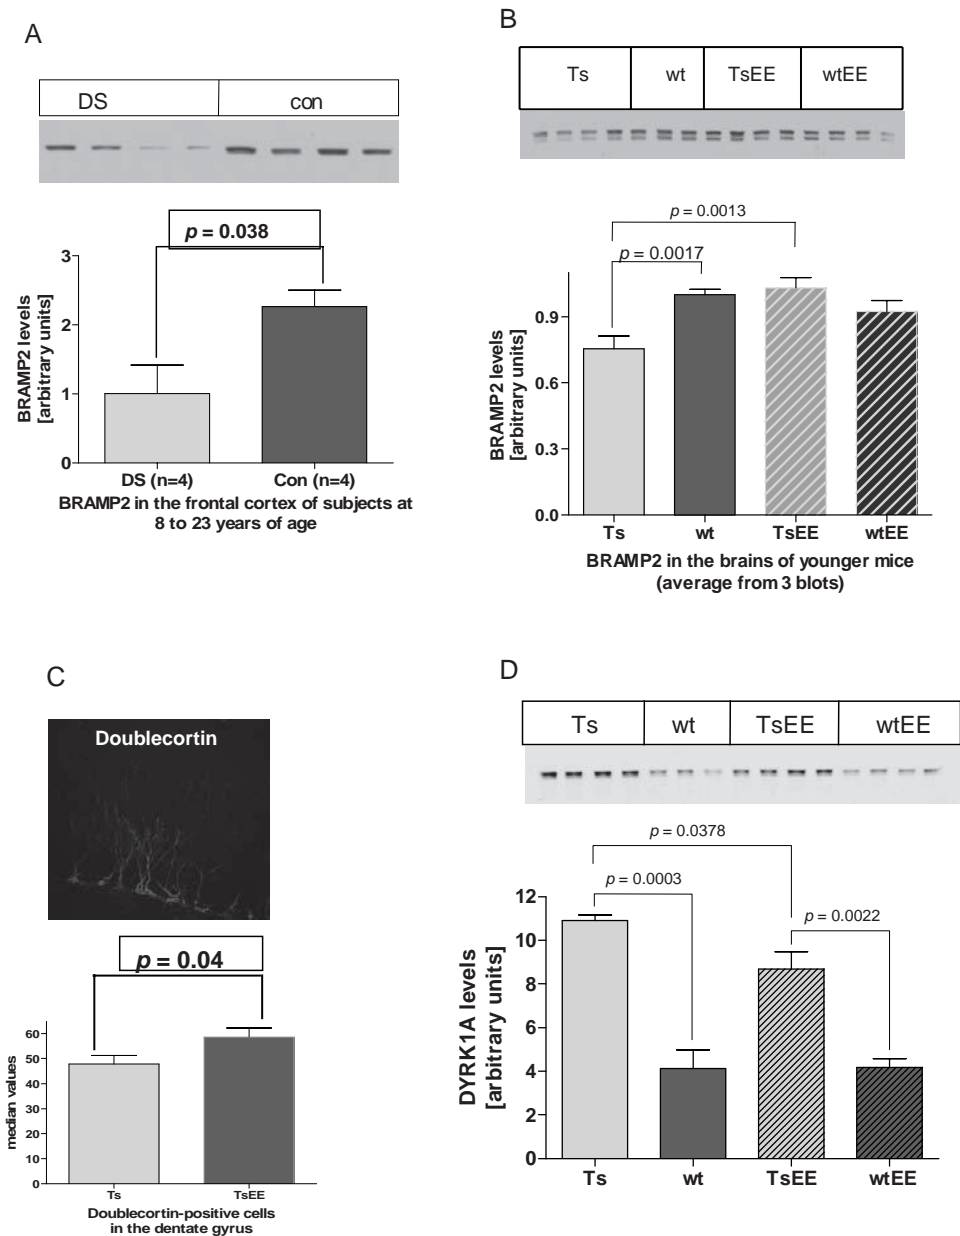 A
DS con
p = 0.038
BRAMP2 levels
[arbitrary units]
3
2
1
0
DS (n=4) Con (n=4)
BRAMP2 in the frontal cortex of subjects at
8 to 23 years of age
B
Ts wt TsEE wtEE
p = 0.0013
p = 0.0017
BRAMP2 levels
[arbitrary units]
0.9
0.6
0.3
0.0
Ts wt TsEE wtEE
BRAMP2 in the brains of younger mice
(average from 3 blots)
C
Doublecortin
p = 0.04
median values
60
50
40
30
20
10
0
Ts TsEE
Doublecortin-positive cells
in the dentate gyrus
D
Ts wt TsEE wtEE
p = 0.0378
p = 0.0003
p = 0.0022
DYRK1A levels
[arbitrary units]
12
10
8
6
4
2
0
Ts wt TsEE wtEE